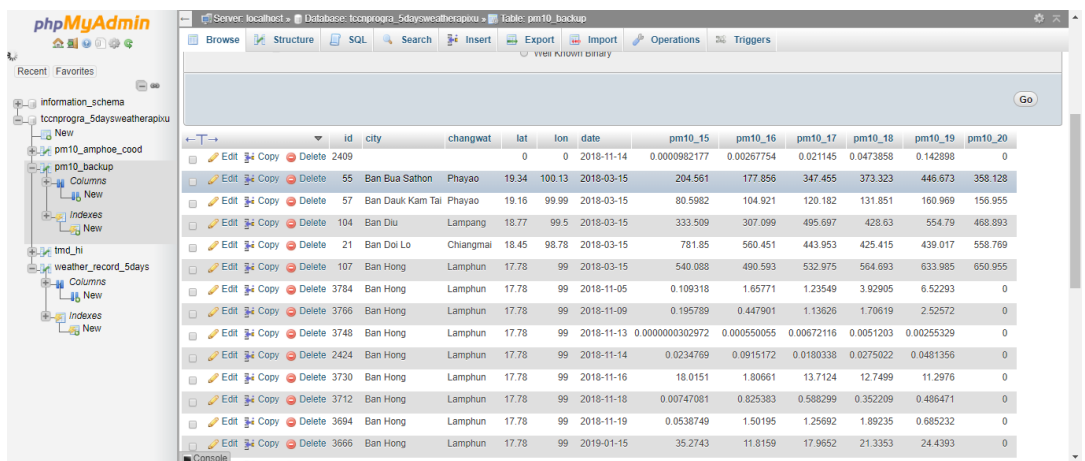 phpMyAdmin
Recent Favorites
information_schema
tccnprogra_5daysweatherapixu
New
pm10_amphoe_cood
pm10_backup
Columns
New
Indexes
New
tmd_hi
weather_record_5days
Columns
New
Indexes
New
Server: localhost » Database: tccnprogra_5daysweatherapixu » Table: pm10_backup
Browse Structure SQL Search Insert Export Import Operations Triggers
Well Known Binary
Go
←T→ id city changwat lat lon date pm10_15 pm10_16 pm10_17 pm10_18 pm10_19 pm10_20
Edit Copy Delete 2409 0 0 2018-11-14 0.0000982177 0.00267754 0.021145 0.0473858 0.142898 0
Edit Copy Delete 55 Ban Bua Sathon Phayao 19.34 100.13 2018-03-15 204.561 177.856 347.455 373.323 446.673 358.128
Edit Copy Delete 57 Ban Dauk Kam Tai Phayao 19.16 99.99 2018-03-15 80.5982 104.921 120.182 131.851 160.969 156.955
Edit Copy Delete 104 Ban Diu Lampang 18.77 99.5 2018-03-15 333.509 307.099 495.697 428.63 554.79 468.893
Edit Copy Delete 21 Ban Doi Lo Chiangmai 18.45 98.78 2018-03-15 781.85 560.451 443.953 425.415 439.017 558.769
Edit Copy Delete 107 Ban Hong Lamphun 17.78 99 2018-03-15 540.088 490.593 532.975 564.693 633.985 650.955
Edit Copy Delete 3784 Ban Hong Lamphun 17.78 99 2018-11-05 0.109318 1.65771 1.23549 3.92905 6.52293 0
Edit Copy Delete 3766 Ban Hong Lamphun 17.78 99 2018-11-09 0.195789 0.447901 1.13626 1.70619 2.52572 0
Edit Copy Delete 3748 Ban Hong Lamphun 17.78 99 2018-11-13 0.0000000302972 0.000550055 0.00672116 0.0051203 0.00255329 0
Edit Copy Delete 2424 Ban Hong Lamphun 17.78 99 2018-11-14 0.0234769 0.0915172 0.0180338 0.0275022 0.0481356 0
Edit Copy Delete 3730 Ban Hong Lamphun 17.78 99 2018-11-16 18.0151 1.80661 13.7124 12.7499 11.2976 0
Edit Copy Delete 3712 Ban Hong Lamphun 17.78 99 2018-11-18 0.00747081 0.825383 0.588299 0.352209 0.486471 0
Edit Copy Delete 3694 Ban Hong Lamphun 17.78 99 2018-11-19 0.0538749 1.50195 1.25692 1.89235 0.685232 0
Edit Copy Delete 3666 Ban Hong Lamphun 17.78 99 2019-01-15 35.2743 11.8159 17.9652 21.3353 24.4393 0
Console